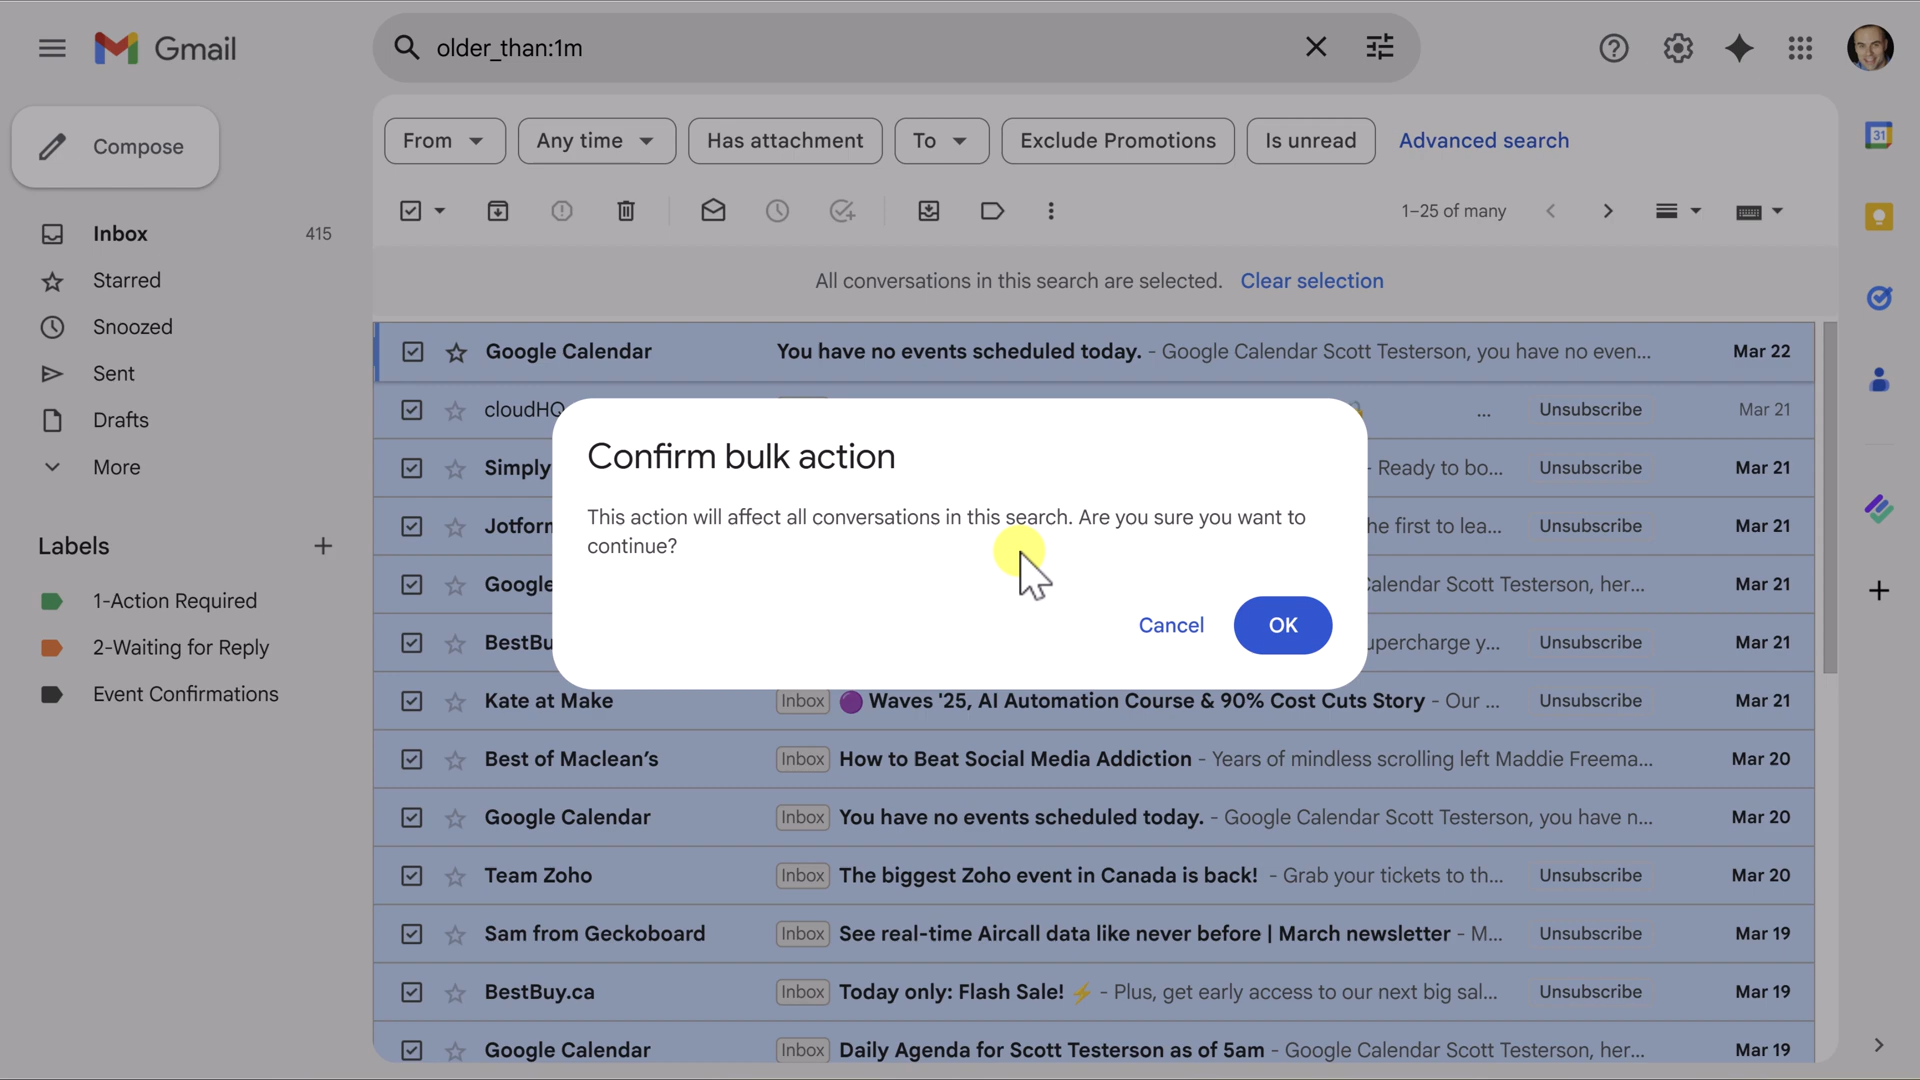 Gmail
older_than:1m
Compose
From
Any time
Has attachment
To
Exclude Promotions
Is unread
Advanced search
31
1–25 of many
Inbox 415
Starred
Snoozed
Sent
Drafts
More
Labels
1-Action Required
2-Waiting for Reply
Event Confirmations
All conversations in this search are selected. Clear selection
Google Calendar You have no events scheduled today. - Google Calendar Scott Testerson, you have no even... Mar 22
cloudHQ ... Unsubscribe Mar 21
Simply - Ready to bo... Unsubscribe Mar 21
Jotform he first to lea... Unsubscribe Mar 21
Google Calendar Scott Testerson, her... Mar 21
BestBu upercharge y... Unsubscribe Mar 21
Confirm bulk action
This action will affect all conversations in this search. Are you sure you want to
continue?
Cancel
OK
Kate at Make Inbox 🟣 Waves '25, AI Automation Course & 90% Cost Cuts Story - Our ... Unsubscribe Mar 21
Best of Maclean's Inbox How to Beat Social Media Addiction - Years of mindless scrolling left Maddie Freema... Mar 20
Google Calendar Inbox You have no events scheduled today. - Google Calendar Scott Testerson, you have n... Mar 20
Team Zoho Inbox The biggest Zoho event in Canada is back! - Grab your tickets to th... Unsubscribe Mar 20
Sam from Geckoboard Inbox See real-time Aircall data like never before | March newsletter - M... Unsubscribe Mar 19
BestBuy.ca Inbox Today only: Flash Sale! ⚡ - Plus, get early access to our next big sal... Unsubscribe Mar 19
Google Calendar Inbox Daily Agenda for Scott Testerson as of 5am - Google Calendar Scott Testerson, her... Mar 19